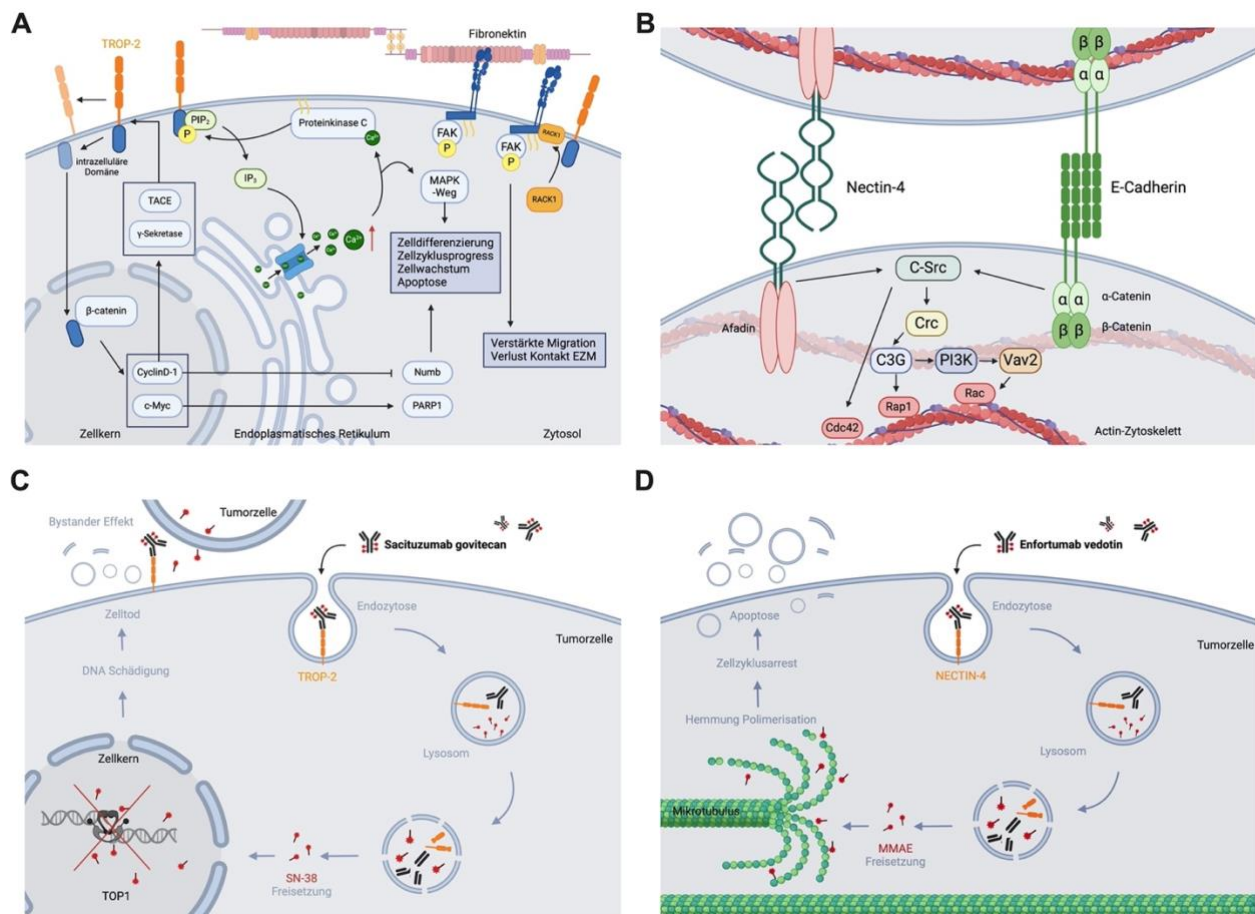 A
TROP-2
Fibronektin
PIP₂
P
Proteinkinase C
Ca²⁺
FAK
P
FAK
P
RACK1
intrazelluläre
Domäne
IP₃
TACE
γ-Sekretase
MAPK
-Weg
RACK1
Ca²⁺
Zelldifferenzierung
Zellzyklusprogress
Zellwachstum
Apoptose
β-catenin
Verstärkte Migration
Verlust Kontakt EZM
CyclinD-1
Numb
c-Myc
PARP1
Zellkern
Endoplasmatisches Retikulum
Zytosol
B
β β
α α
Nectin-4
E-Cadherin
C-Src
α α
α-Catenin
Afadin
Crc
β β
β-Catenin
C3G
PI3K
Vav2
Rap1
Rac
Cdc42
Actin-Zytoskelett
C
Tumorzelle
Bystander Effekt
Sacituzumab govitecan
Zelltod
Endozytose
Tumorzelle
DNA Schädigung
TROP-2
Lysosom
Zellkern
TOP1
SN-38
Freisetzung
D
Enfortumab vedotin
Apoptose
Endozytose
Tumorzelle
Zellzyklusarrest
NECTIN-4
Hemmung Polimerisation
Lysosom
Mikrotubulus
MMAE
Freisetzung